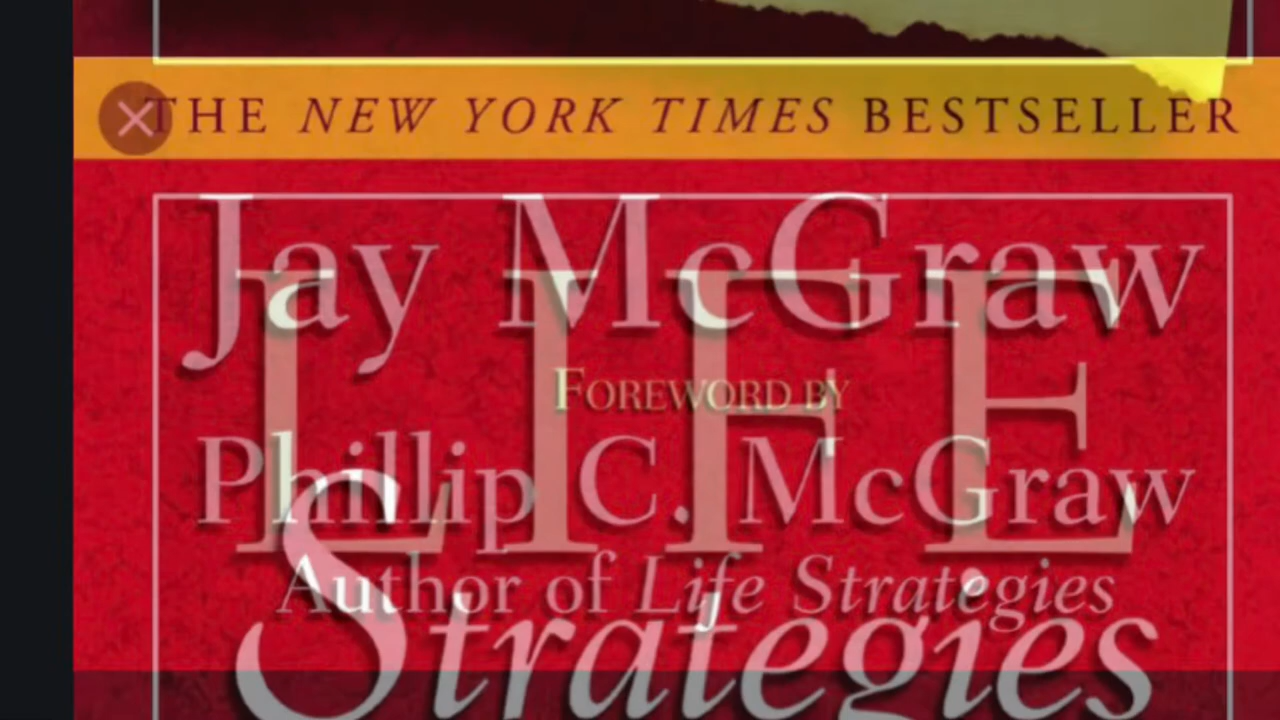 THE NEW YORK TIMES BESTSELLER
Jay McGraw
LIFE
FOREWORD BY
Phillip C. McGraw
Author of Life Strategies
Strategies